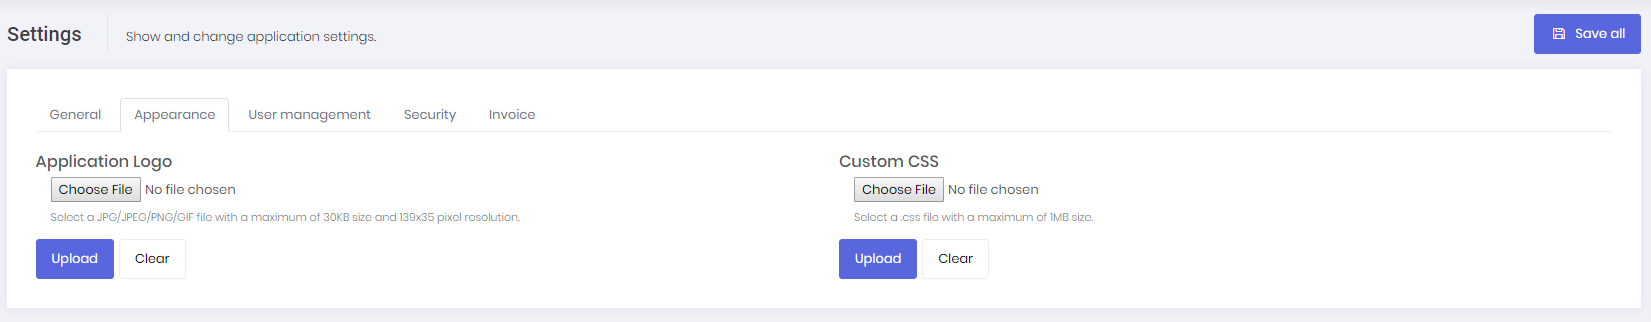 Settings
Show and change application settings.
Save all
General
Appearance
User management
Security
Invoice
Application Logo
Choose File No file chosen
Select a JPG/JPEG/PNG/GIF file with a maximum of 30KB size and 139x35 pixel resolution.
Upload
Clear
Custom CSS
Choose File No file chosen
Select a .css file with a maximum of 1MB size.
Upload
Clear